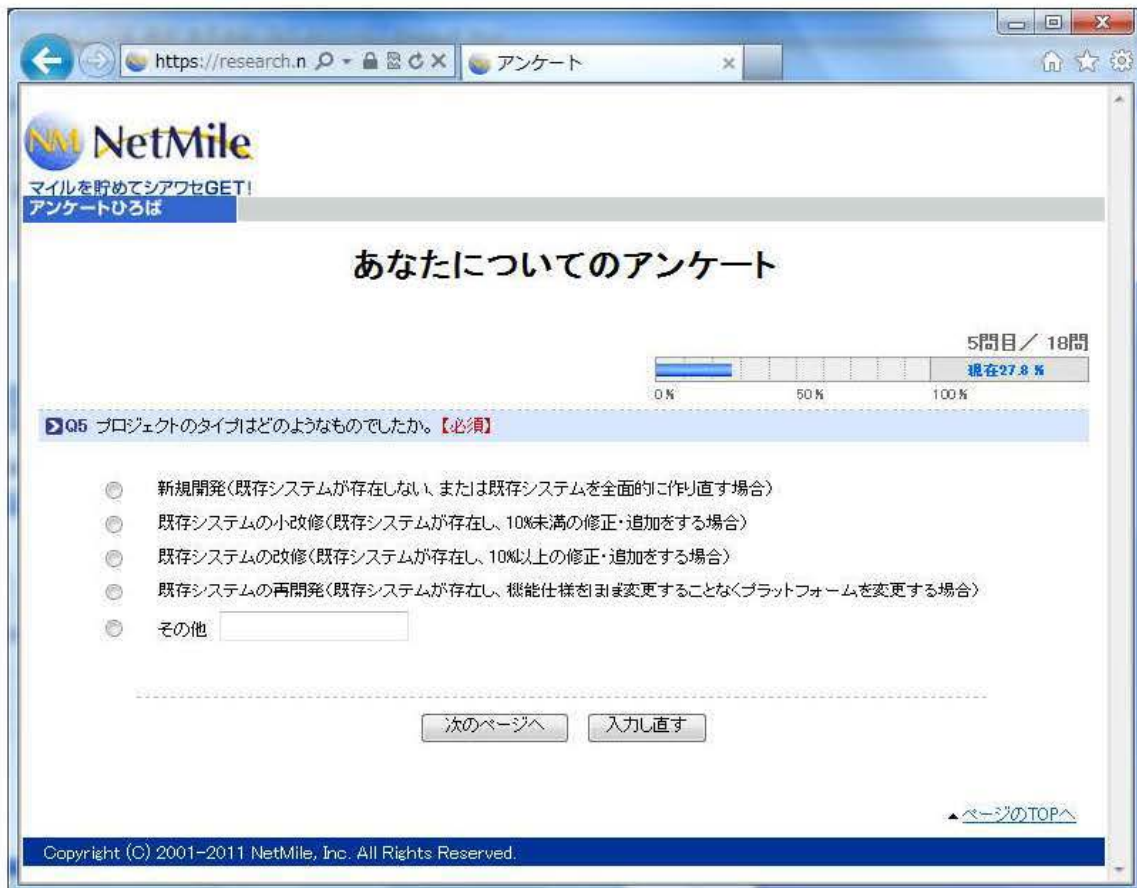 https://research.n
アンケート
NM NetMile
マイルを貯めてシアワセGET!
アンケートひろば
あなたについてのアンケート
5問目／ 18問
現在27.8 %
0 % 50 % 100 %
Q5 プロジェクトのタイプはどのようなものでしたか。【必須】
新規開発(既存システムが存在しない、または既存システムを全面的に作り直す場合)
既存システムの小改修(既存システムが存在し、10%未満の修正・追加をする場合)
既存システムの改修(既存システムが存在し、10%以上の修正・追加をする場合)
既存システムの再開発(既存システムが存在し、機能仕様をほぼ変更することなくプラットフォームを変更する場合)
その他
次のページへ 入力し直す
▲ページのTOPへ
Copyright (C) 2001-2011 NetMile, Inc. All Rights Reserved.